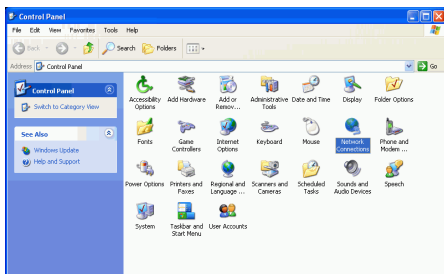 Control Panel
File Edit View Favorites Tools Help
Back Search Folders
Address Control Panel Go
Control Panel
Switch to Category View
See Also
Windows Update
Help and Support
Accessibility Options
Add Hardware
Add or Remov...
Administrative Tools
Date and Time
Display
Folder Options
Fonts
Game Controllers
Internet Options
Keyboard
Mouse
Network Connections
Phone and Modem ...
Power Options
Printers and Faxes
Regional and Language ...
Scanners and Cameras
Scheduled Tasks
Sounds and Audio Devices
Speech
System
Taskbar and Start Menu
User Accounts